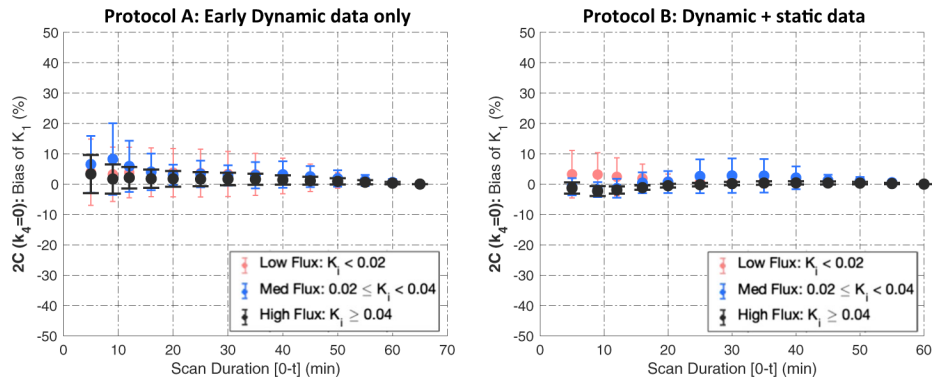 Protocol A: Early Dynamic data only
2C (k4=0): Bias of K1 (%)
50
40
30
20
10
0
-10
-20
-30
-40
-50
Low Flux: Ki < 0.02
Med Flux: 0.02 ≤ Ki < 0.04
High Flux: Ki ≥ 0.04
0 10 20 30 40 50 60 70
Scan Duration [0-t] (min)
Protocol B: Dynamic + static data
2C (k4=0): Bias of K1 (%)
50
40
30
20
10
0
-10
-20
-30
-40
-50
Low Flux: Ki < 0.02
Med Flux: 0.02 ≤ Ki < 0.04
High Flux: Ki ≥ 0.04
0 10 20 30 40 50 60
Scan Duration [0-t] (min)